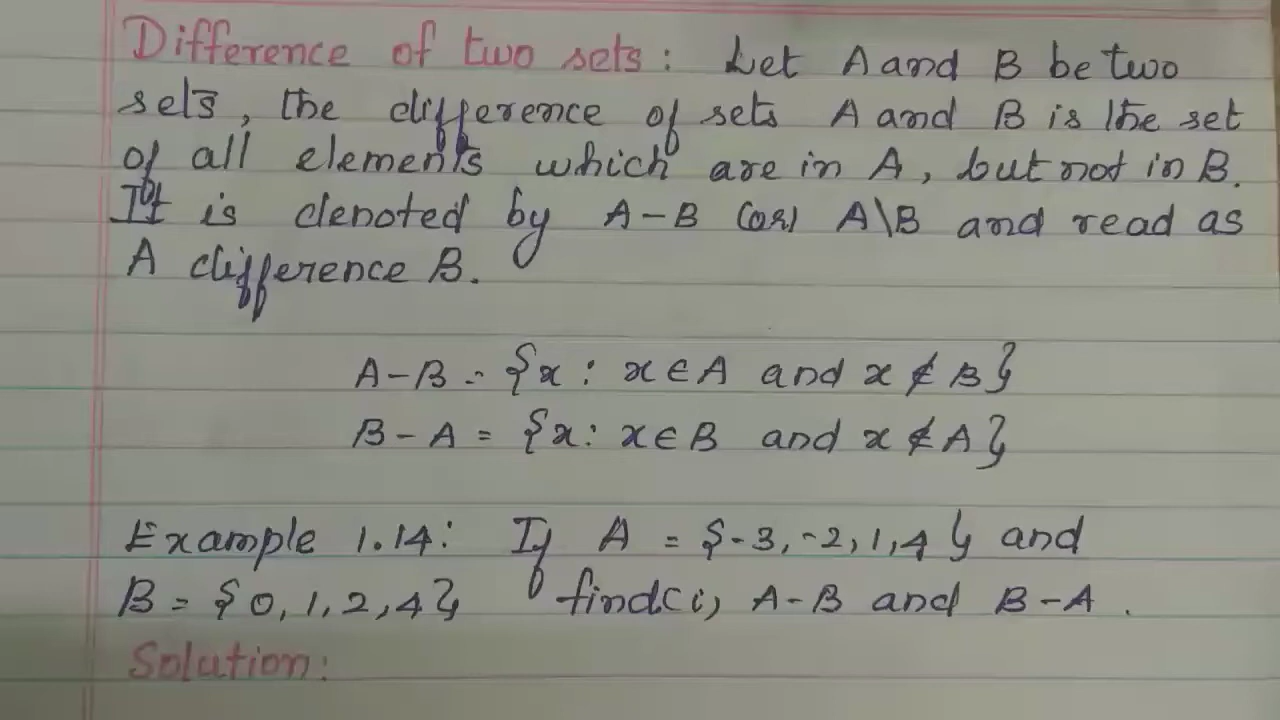 Difference of two sets: Let A and B be two
sets, the difference of sets A and B is the set
of all elements which are in A, but not in B.
It is denoted by A-B (or) A\B and read as
A difference B.
A-B = {x : x ∈ A and x ∉ B}
B-A = {x: x ∈ B and x ∉ A}
Example 1.14: If A = {-3,-2,1,4} and
B = {0,1,2,4} find(i) A-B and B-A.
Solution: